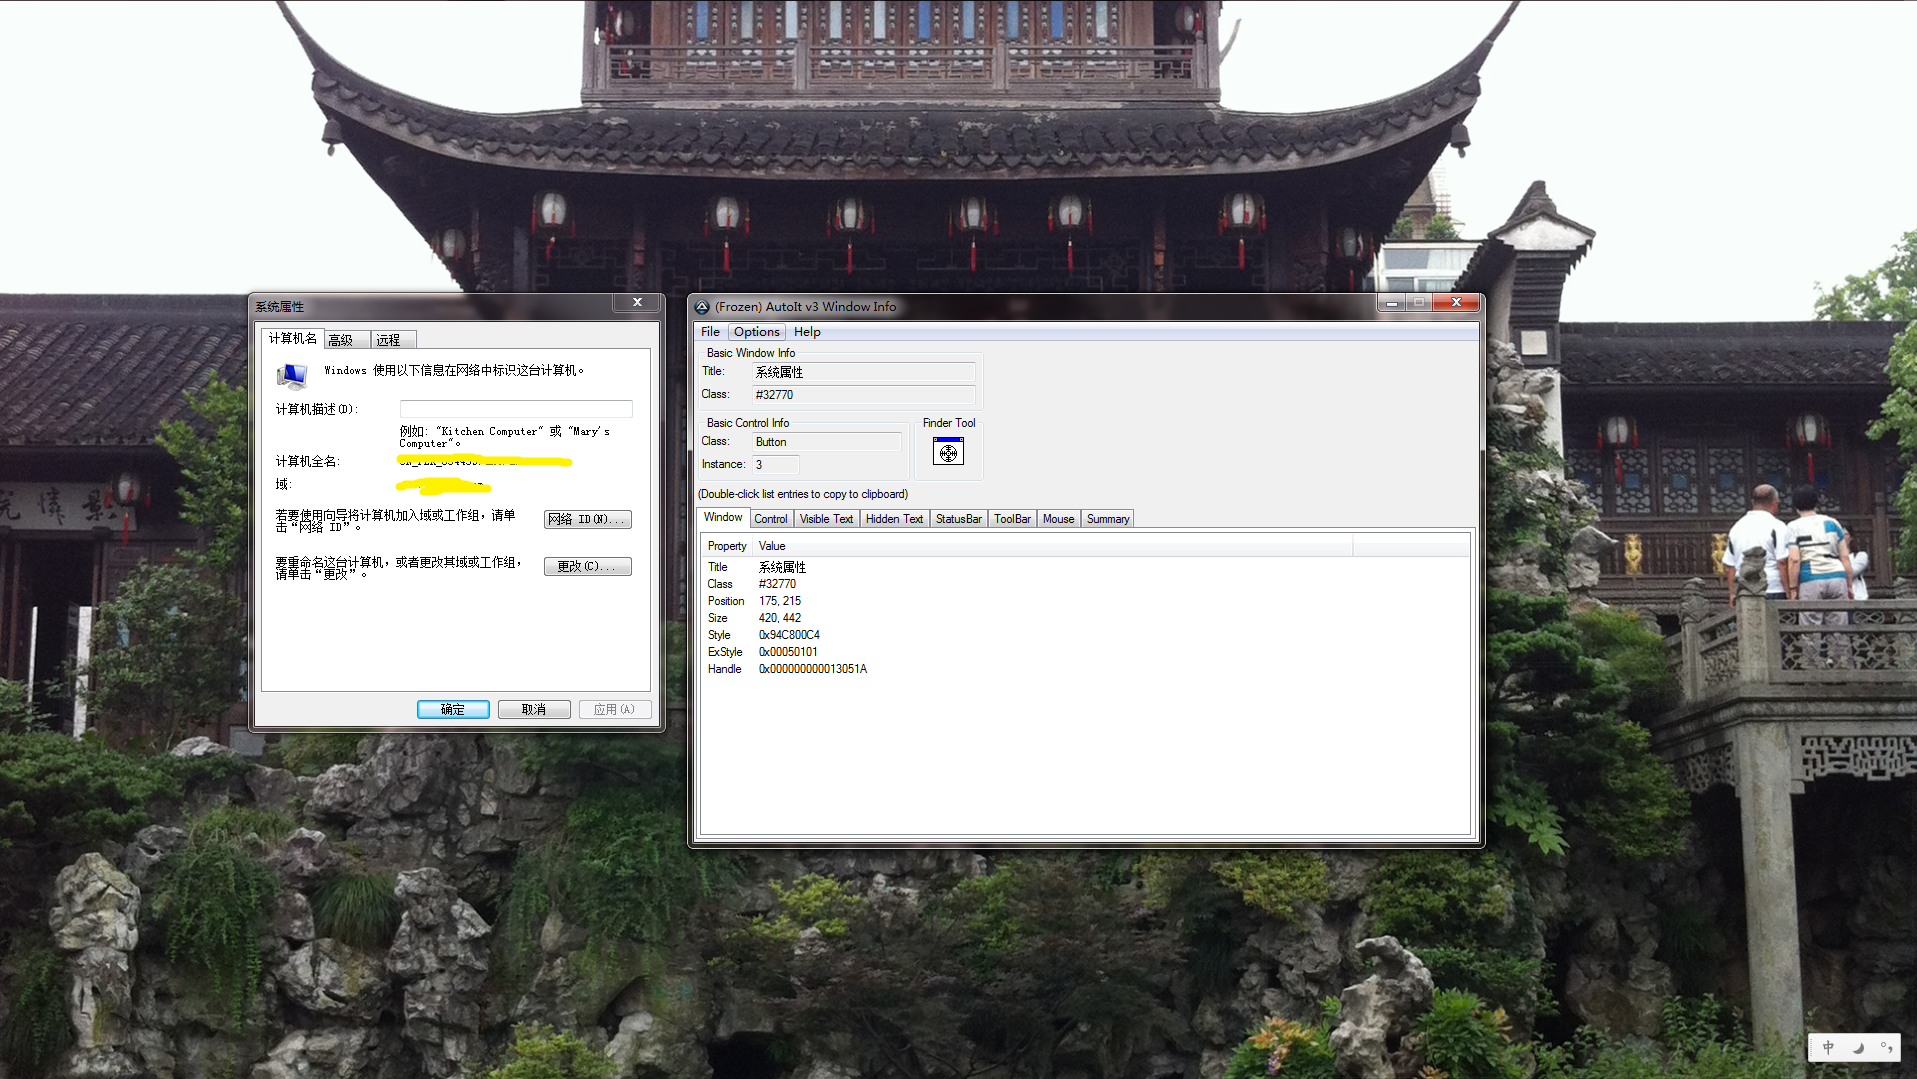 系统属性
计算机名 高级 远程
Windows 使用以下信息在网络中标识这台计算机。
计算机描述(D):
例如: "Kitchen Computer" 或 "Mary's
Computer"。
计算机全名:
域:
若要使用向导将计算机加入域或工作组，请单
击"网络 ID"。
网络 ID(N)...
要重命名这台计算机，或者更改其域或工作组，
请单击"更改"。
更改(C)...
确定 取消 应用(A)
(Frozen) AutoIt v3 Window Info
File Options Help
Basic Window Info
Title: 系统属性
Class: #32770
Basic Control Info
Class: Button
Instance: 3
Finder Tool
(Double-click list entries to copy to clipboard)
Window Control Visible Text Hidden Text StatusBar ToolBar Mouse Summary
Property Value
Title 系统属性
Class #32770
Position 175, 215
Size 420, 442
Style 0x94C800C4
ExStyle 0x00050101
Handle 0x000000000013051A
中